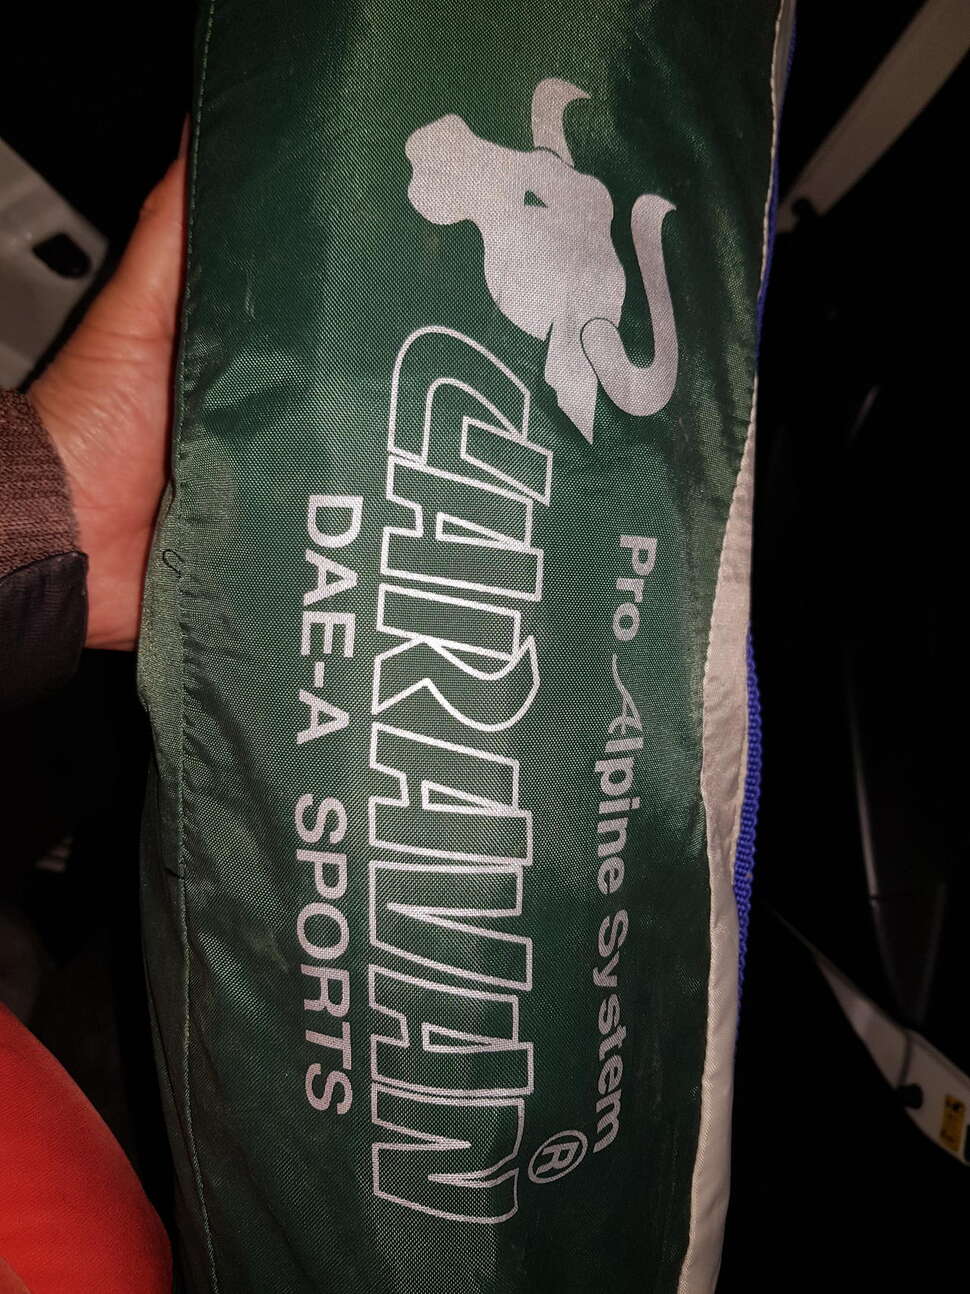 Pro Alpine System
CARAVAN®
DAE-A SPORTS